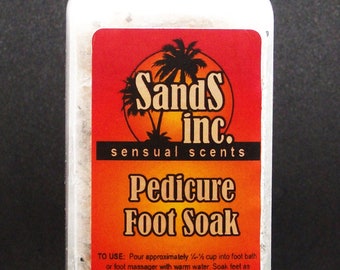 SandS
inc.
sensual scents
Pedicure
Foot Soak
TO USE: Pour approximately ¼-½ cup into foot bath
or foot massager with warm water. Soak feet as